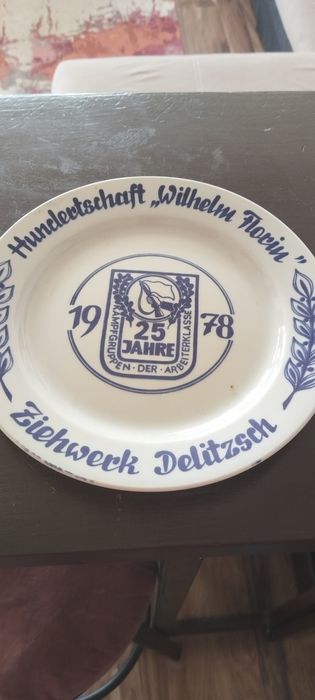 Hundertschaft „Wilhelm Florin"
19 78
25
JAHRE
KAMPFGRUPPEN · DER · ARBEITERKLASSE
Ziehwerk Delitzsch